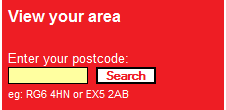 View your area
Enter your postcode:
Search
eg: RG6 4HN or EX5 2AB